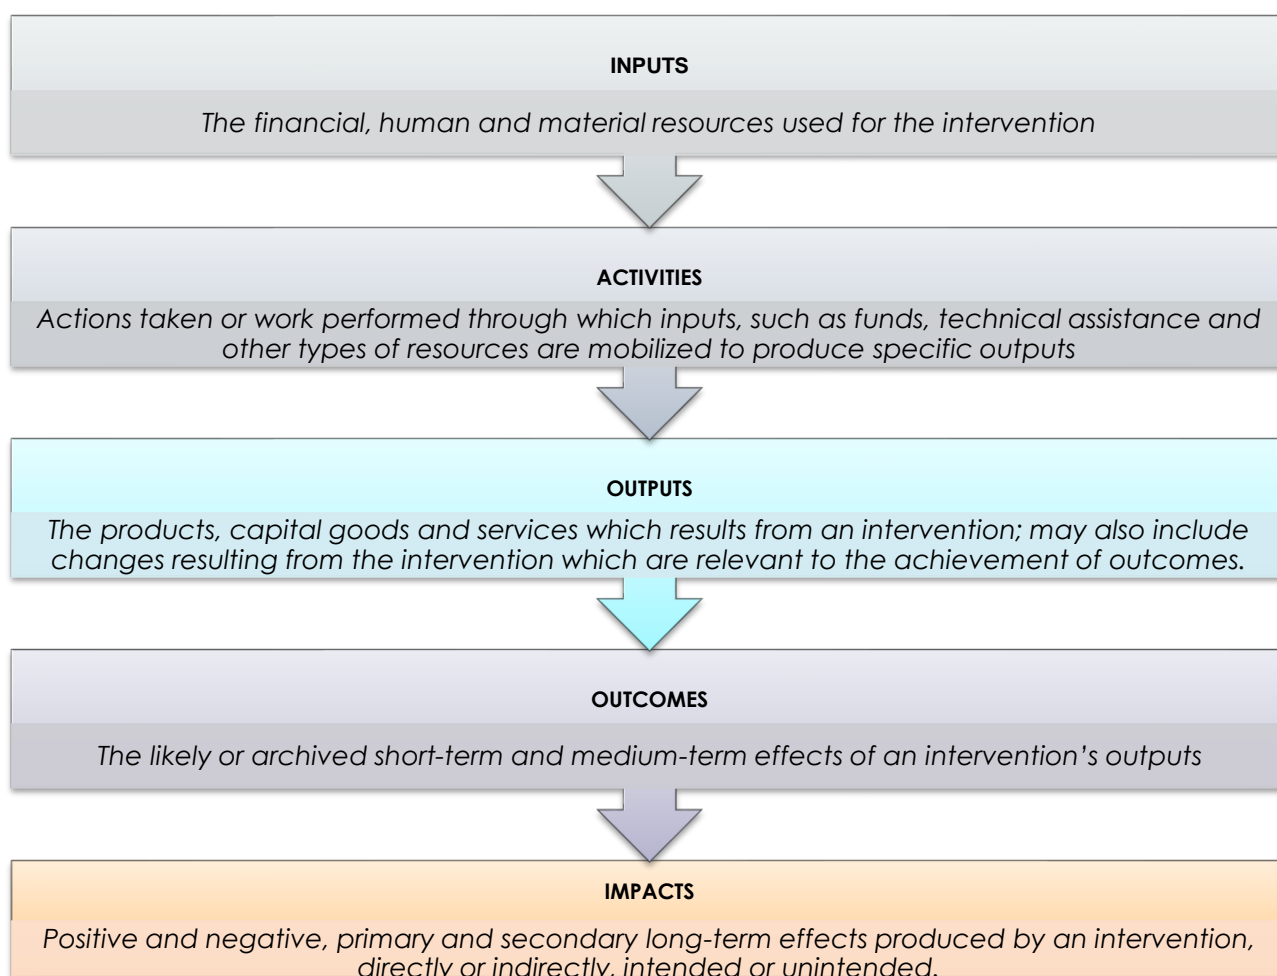 INPUTS
The financial, human and material resources used for the intervention
ACTIVITIES
Actions taken or work performed through which inputs, such as funds, technical assistance and
other types of resources are mobilized to produce specific outputs
OUTPUTS
The products, capital goods and services which results from an intervention; may also include
changes resulting from the intervention which are relevant to the achievement of outcomes.
OUTCOMES
The likely or archived short-term and medium-term effects of an intervention’s outputs
IMPACTS
Positive and negative, primary and secondary long-term effects produced by an intervention,
directly or indirectly, intended or unintended.